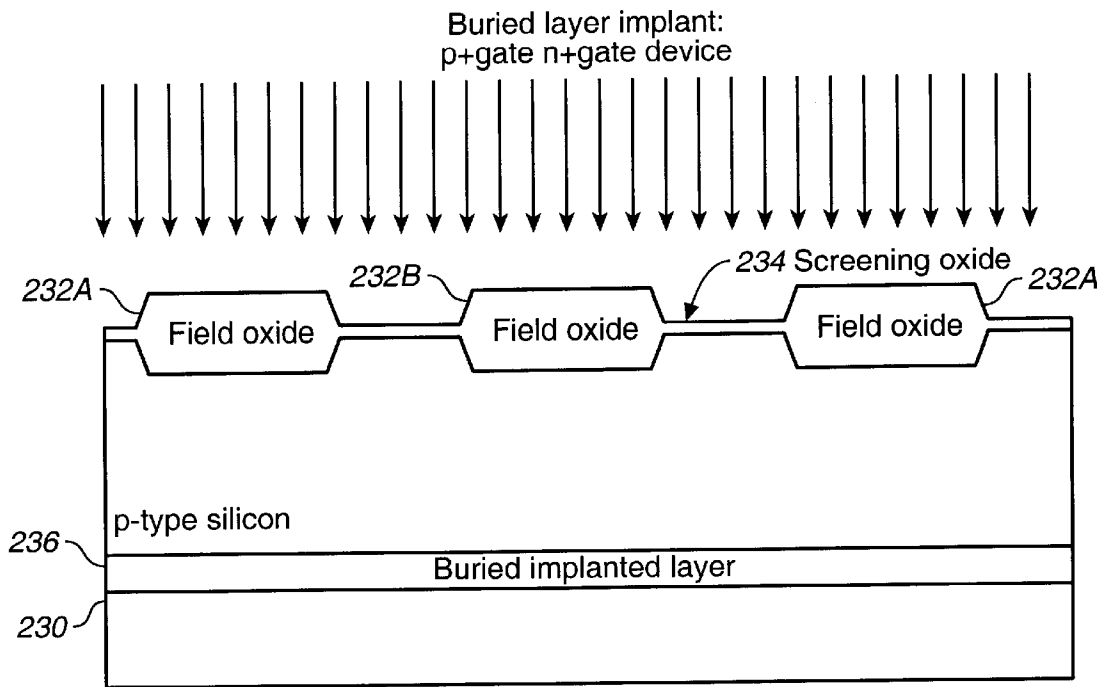 Buried layer implant:
p+gate n+gate device
232A
232B
234 Screening oxide
232A
Field oxide
Field oxide
Field oxide
p-type silicon
236
Buried implanted layer
230